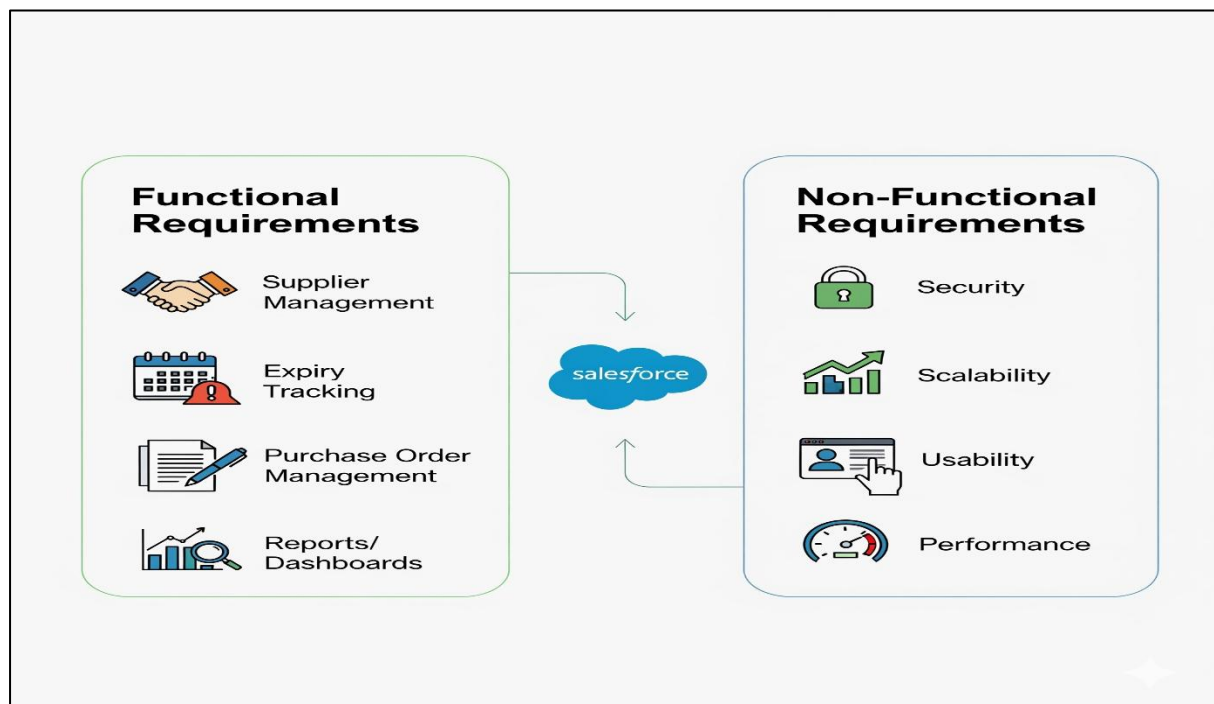 Functional
Requirements
Supplier
Management
Expiry
Tracking
Purchase Order
Management
Reports/
Dashboards
salesforce
Non-Functional
Requirements
Security
Scalability
Usability
Performance